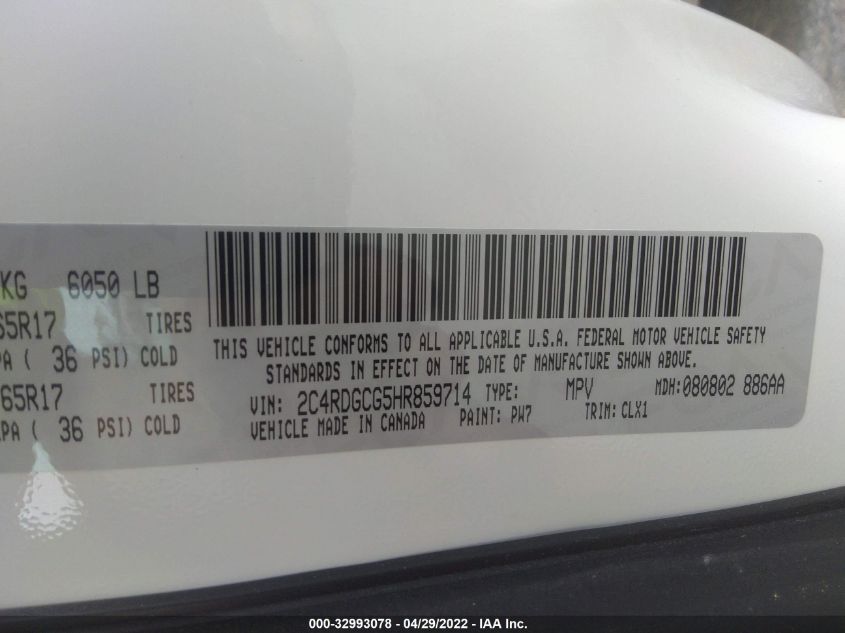 KG 6050 LB
65R17 TIRES
PA ( 36 PSI) COLD
65R17 TIRES
PA ( 36 PSI) COLD
THIS VEHICLE CONFORMS TO ALL APPLICABLE U.S.A. FEDERAL MOTOR VEHICLE SAFETY
STANDARDS IN EFFECT ON THE DATE OF MANUFACTURE SHOWN ABOVE.
VIN: 2C4RDGCG5HR859714 TYPE: MPV MDH: 080802 886AA
VEHICLE MADE IN CANADA PAINT: PW7 TRIM: CLX1
000-32993078 - 04/29/2022 - IAA Inc.